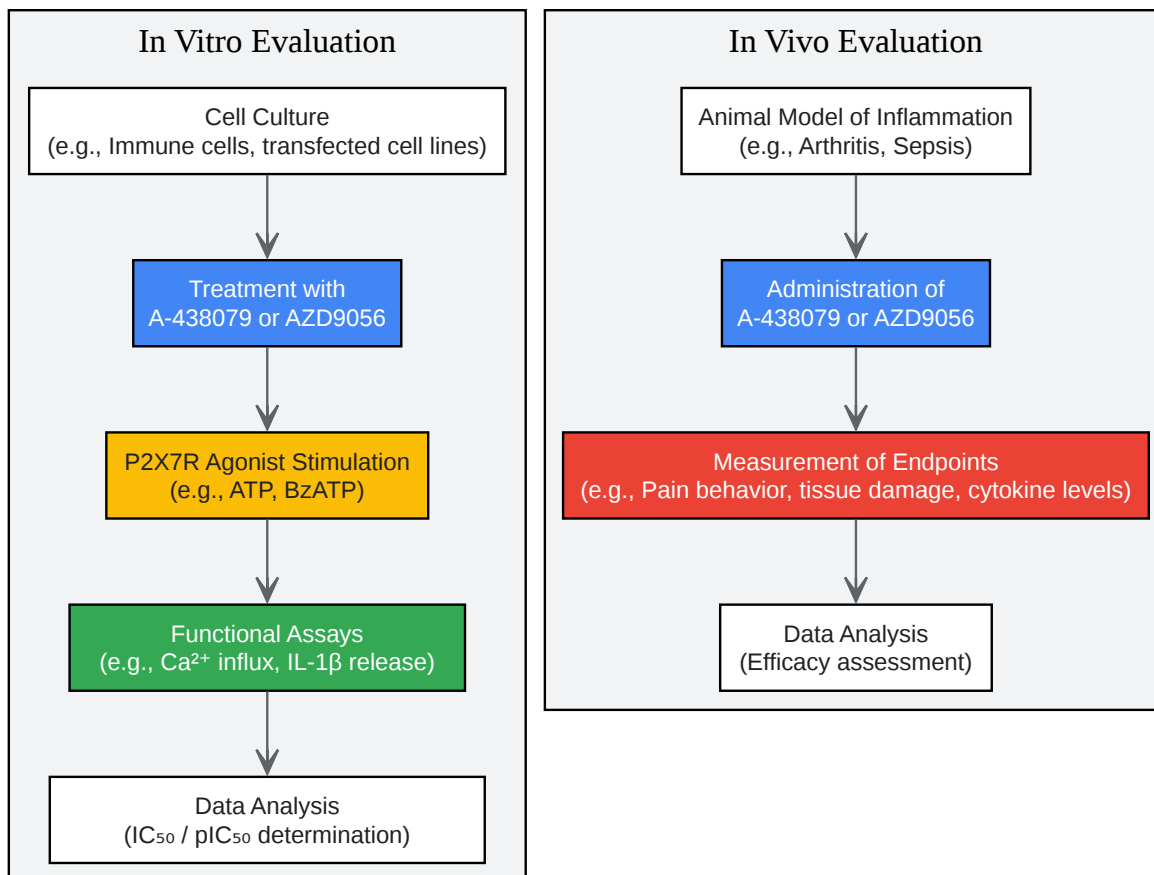 In Vitro Evaluation
Cell Culture
(e.g., Immune cells, transfected cell lines)
Treatment with
A-438079 or AZD9056
P2X7R Agonist Stimulation
(e.g., ATP, BzATP)
Functional Assays
(e.g., Ca²⁺ influx, IL-1β release)
Data Analysis
(IC₅₀ / pIC₅₀ determination)
In Vivo Evaluation
Animal Model of Inflammation
(e.g., Arthritis, Sepsis)
Administration of
A-438079 or AZD9056
Measurement of Endpoints
(e.g., Pain behavior, tissue damage, cytokine levels)
Data Analysis
(Efficacy assessment)